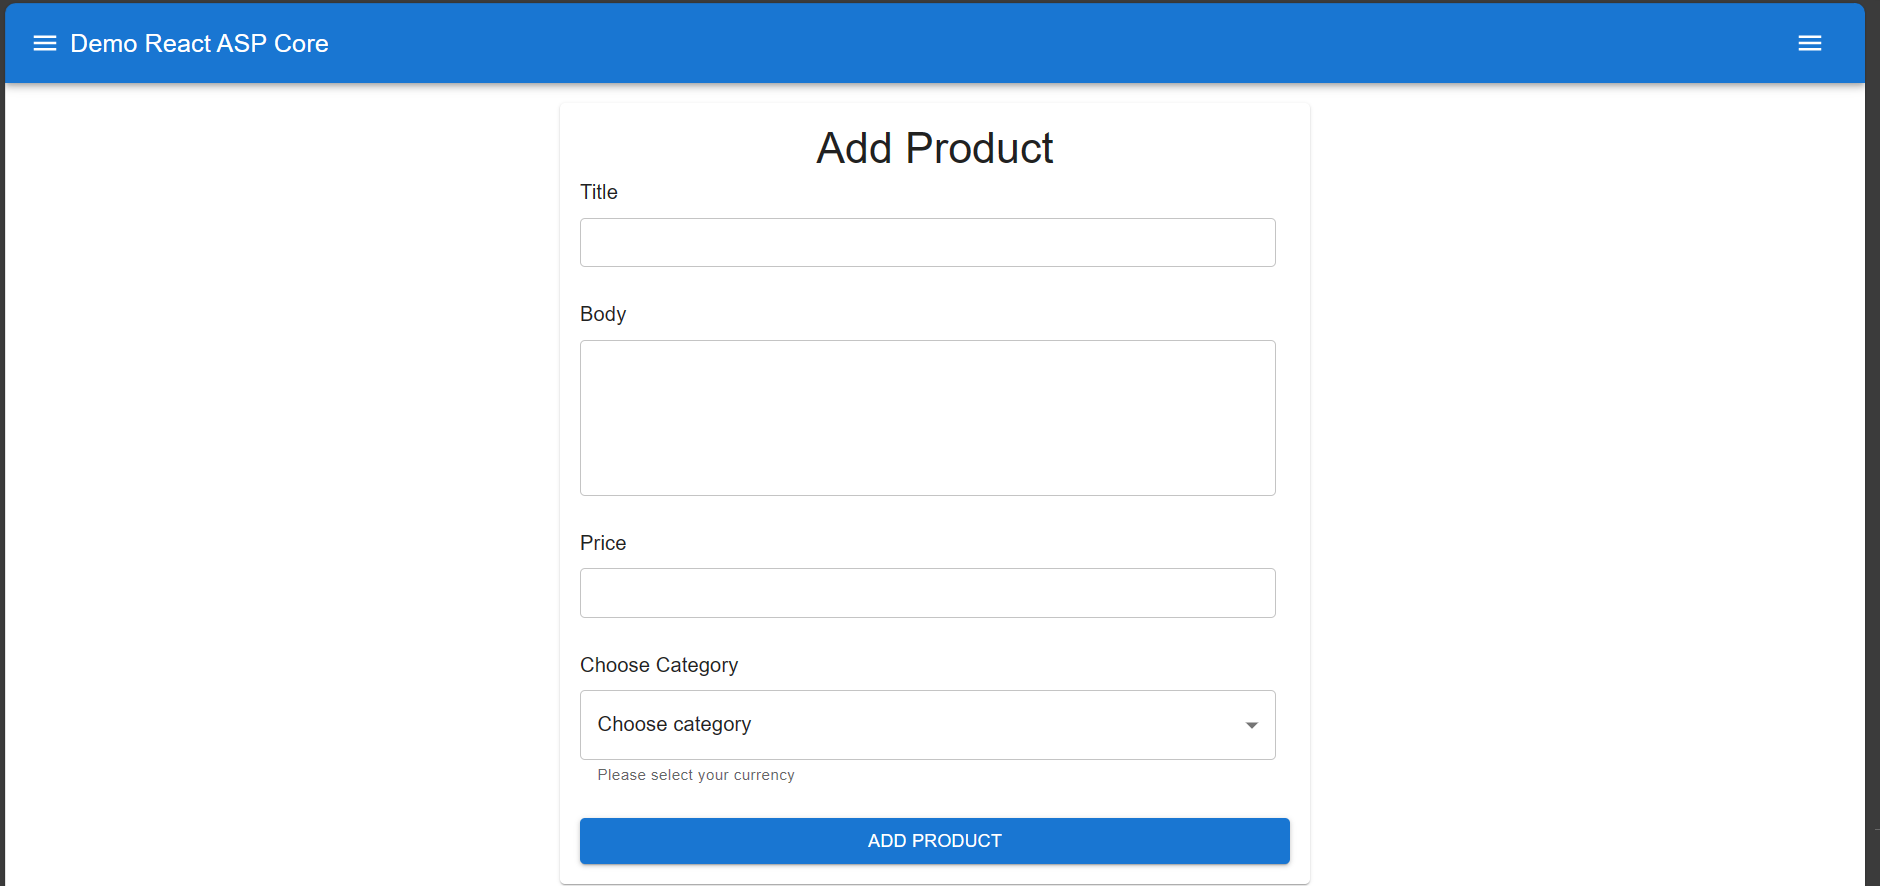 Demo React ASP Core
Add Product
Title
Body
Price
Choose Category
Choose category
Please select your currency
ADD PRODUCT